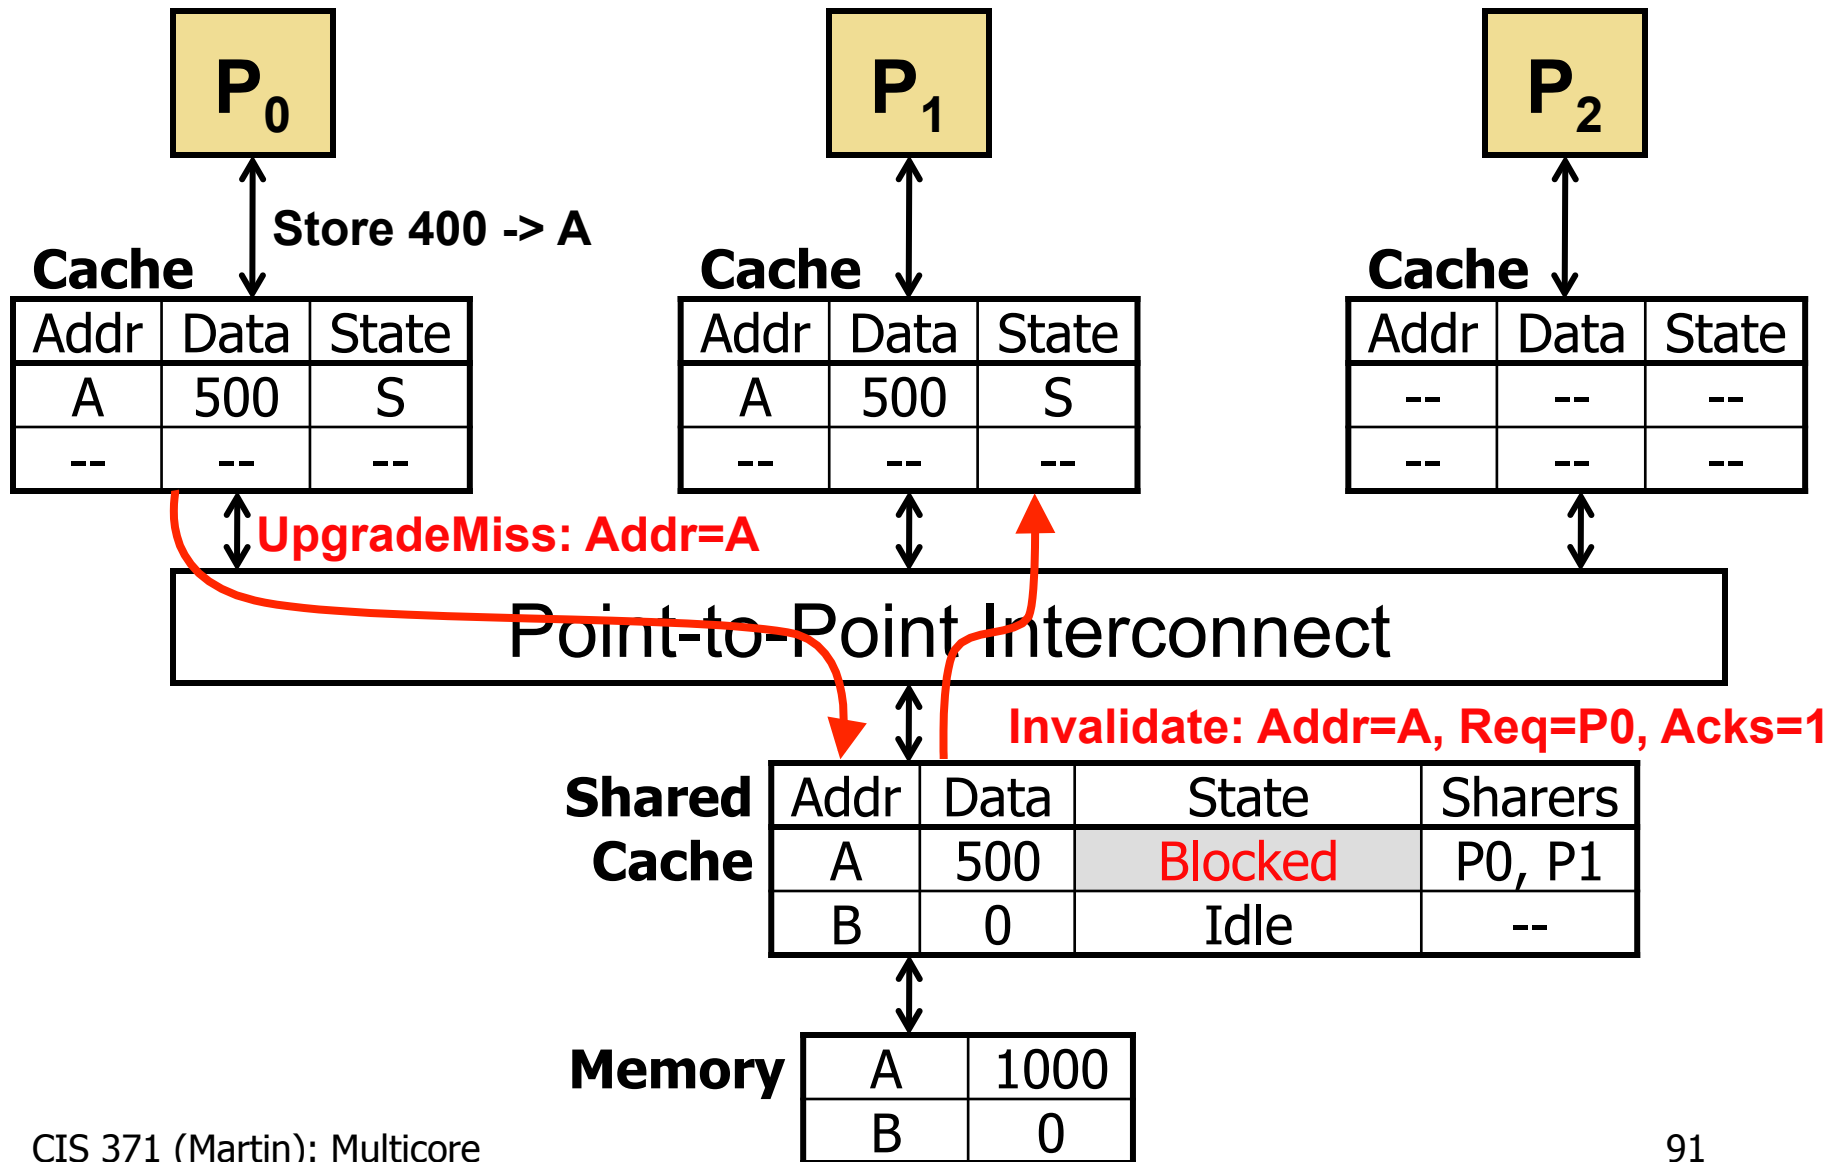 P0 P1 P2
Store 400 -> A
Cache Cache Cache
Addr Data State Addr Data State Addr Data State
A 500 S A 500 S -- -- --
-- -- -- -- -- -- -- -- --
UpgradeMiss: Addr=A
Point-to-Point Interconnect
Invalidate: Addr=A, Req=P0, Acks=1
Shared Addr Data State Sharers
Cache A 500 Blocked P0, P1
B 0 Idle --
Memory A 1000
B 0
CIS 371 (Martin): Multicore 91